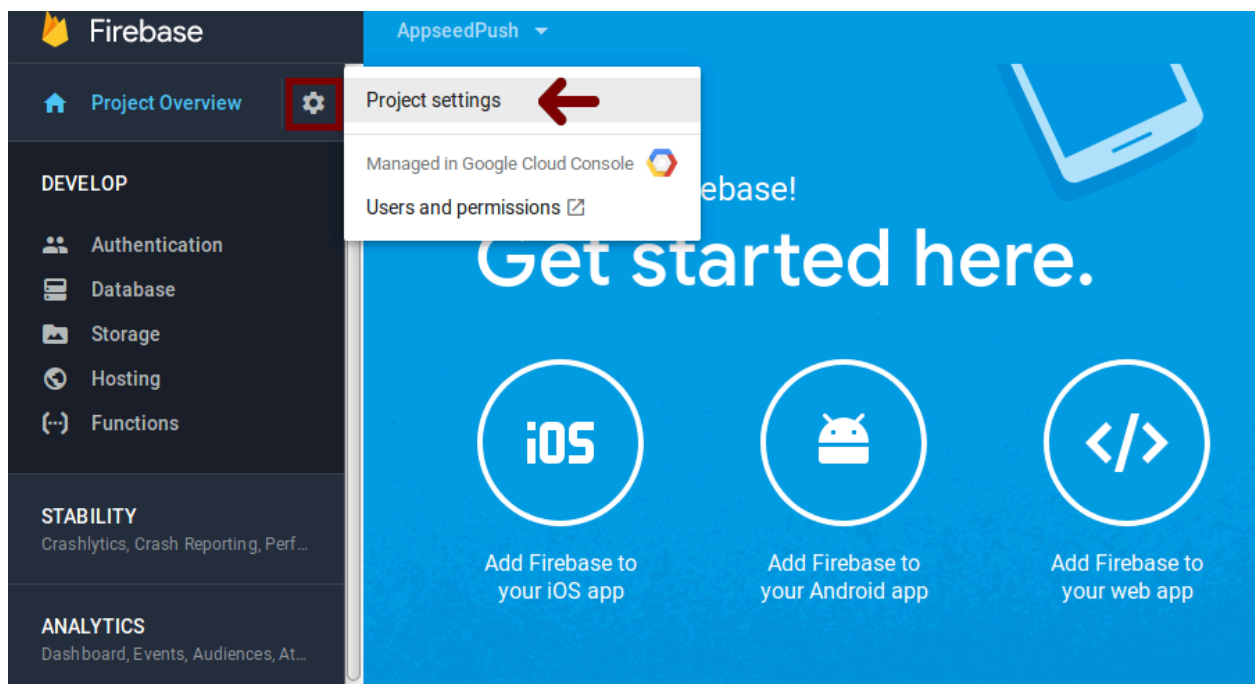 Firebase
AppseedPush
Project Overview
Project settings
Managed in Google Cloud Console
Users and permissions
ebase!
Get started here.
DEVELOP
Authentication
Database
Storage
Hosting
Functions
STABILITY
Crashlytics, Crash Reporting, Perf...
ANALYTICS
Dashboard, Events, Audiences, At...
iOS
</>
Add Firebase to
your iOS app
Add Firebase to
your Android app
Add Firebase to
your web app